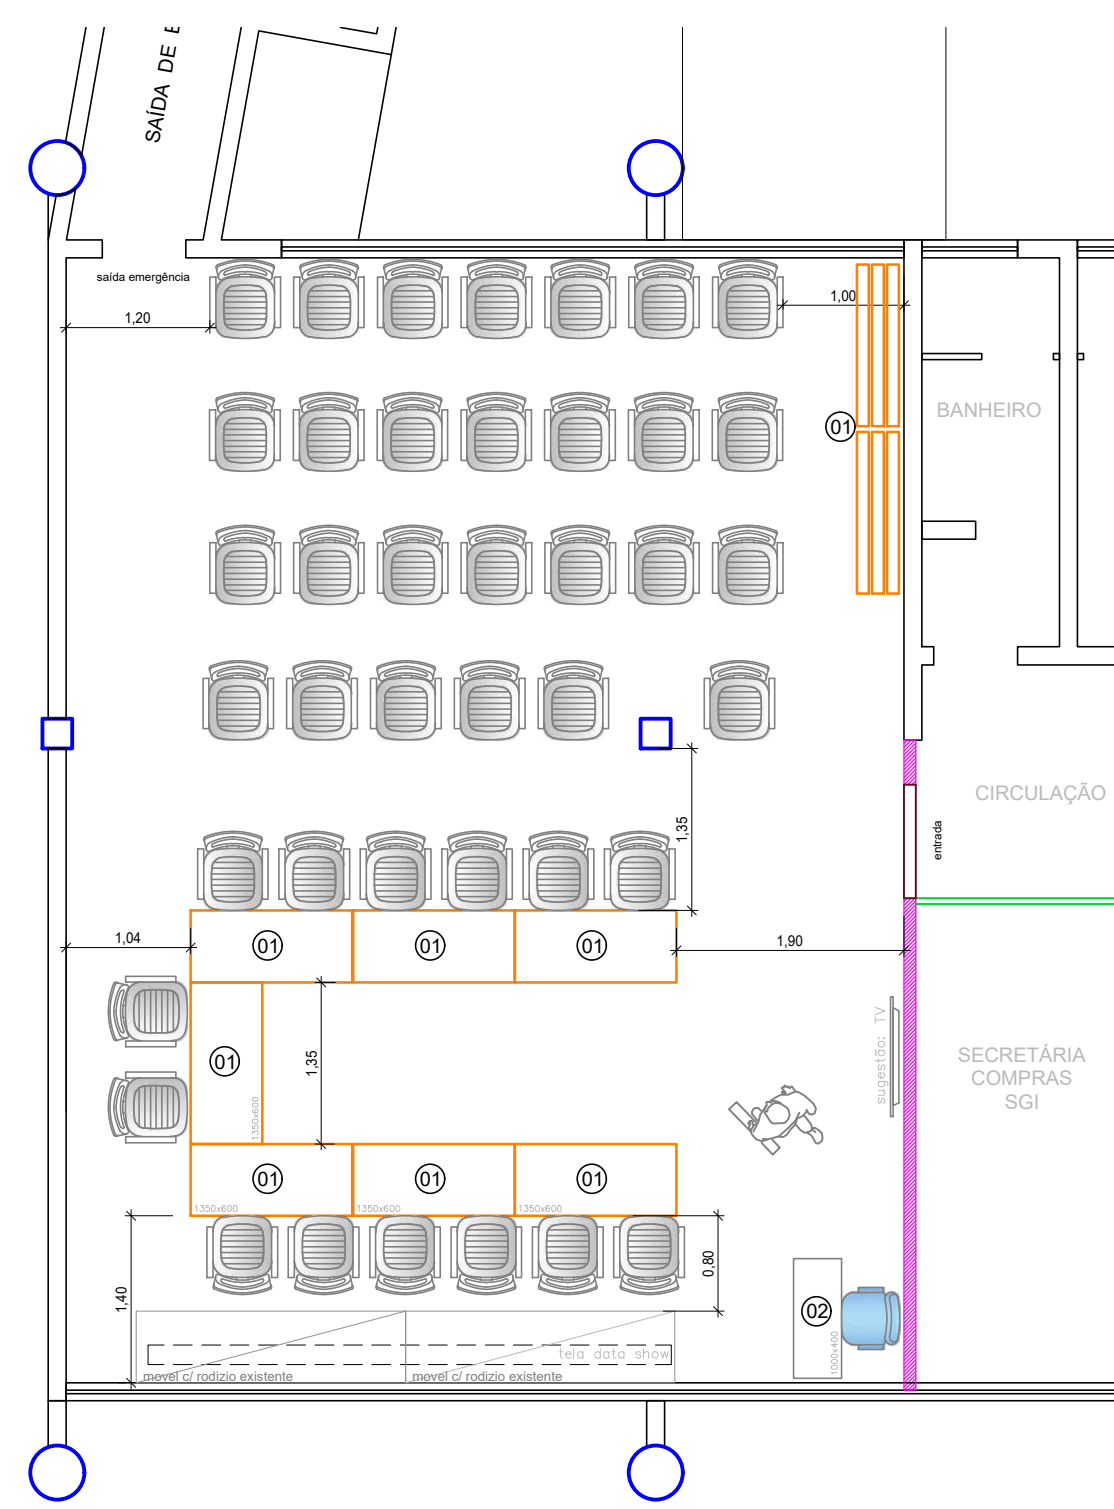 SAÍDA DE E
saída emergência
1,20
1,00
01
BANHEIRO
CIRCULAÇÃO
entrada
1,35
1,04
01
01
01
1,90
01
1,35
1350x600
sugestão: TV
SECRETÁRIA
COMPRAS
SGI
01
01
01
1350x600
1350x600
1350x600
1,40
0,80
02
1000x400
tela data show
movel c/ rodizio existente
movel c/ rodizio existente